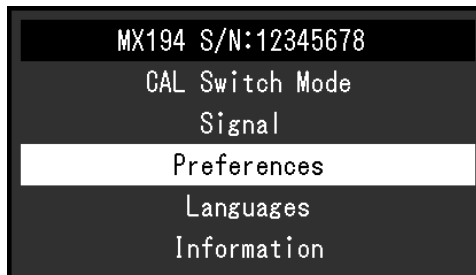 MX194 S/N:12345678
CAL Switch Mode
Signal
Preferences
Languages
Information